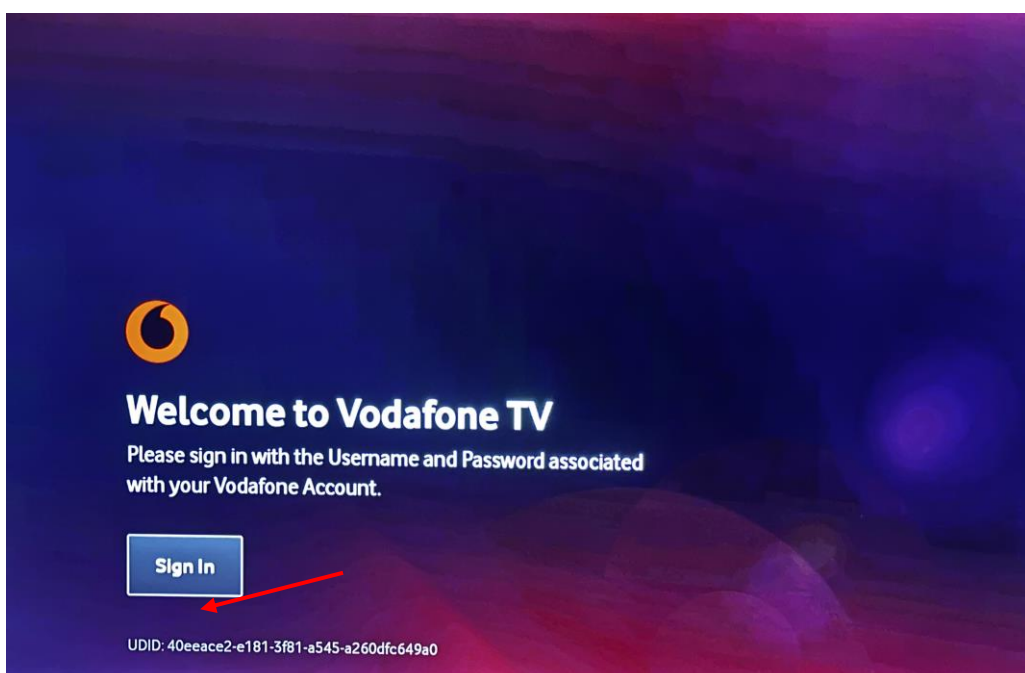 Welcome to Vodafone TV
Please sign in with the Username and Password associated
with your Vodafone Account.
Sign in
UDID: 40eeace2-e181-3f81-a545-a260dfc649a0